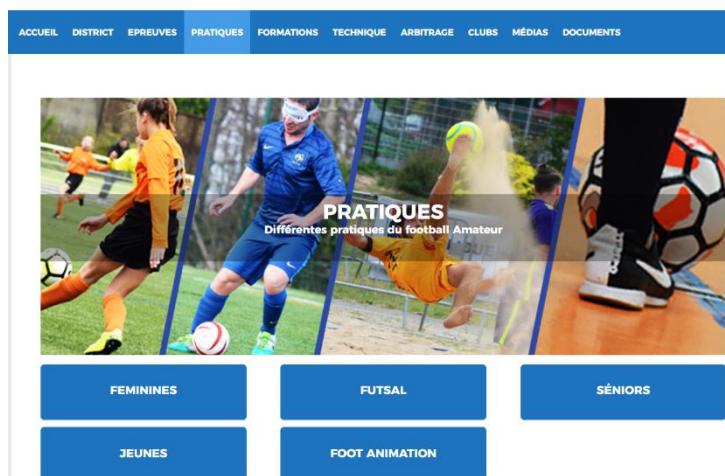 ACCUEIL DISTRICT EPREUVES PRATIQUES FORMATIONS TECHNIQUE ARBITRAGE CLUBS MÉDIAS DOCUMENTS
PRATIQUES
Différentes pratiques du football Amateur
FEMININES FUTSAL SÉNIORS
JEUNES FOOT ANIMATION